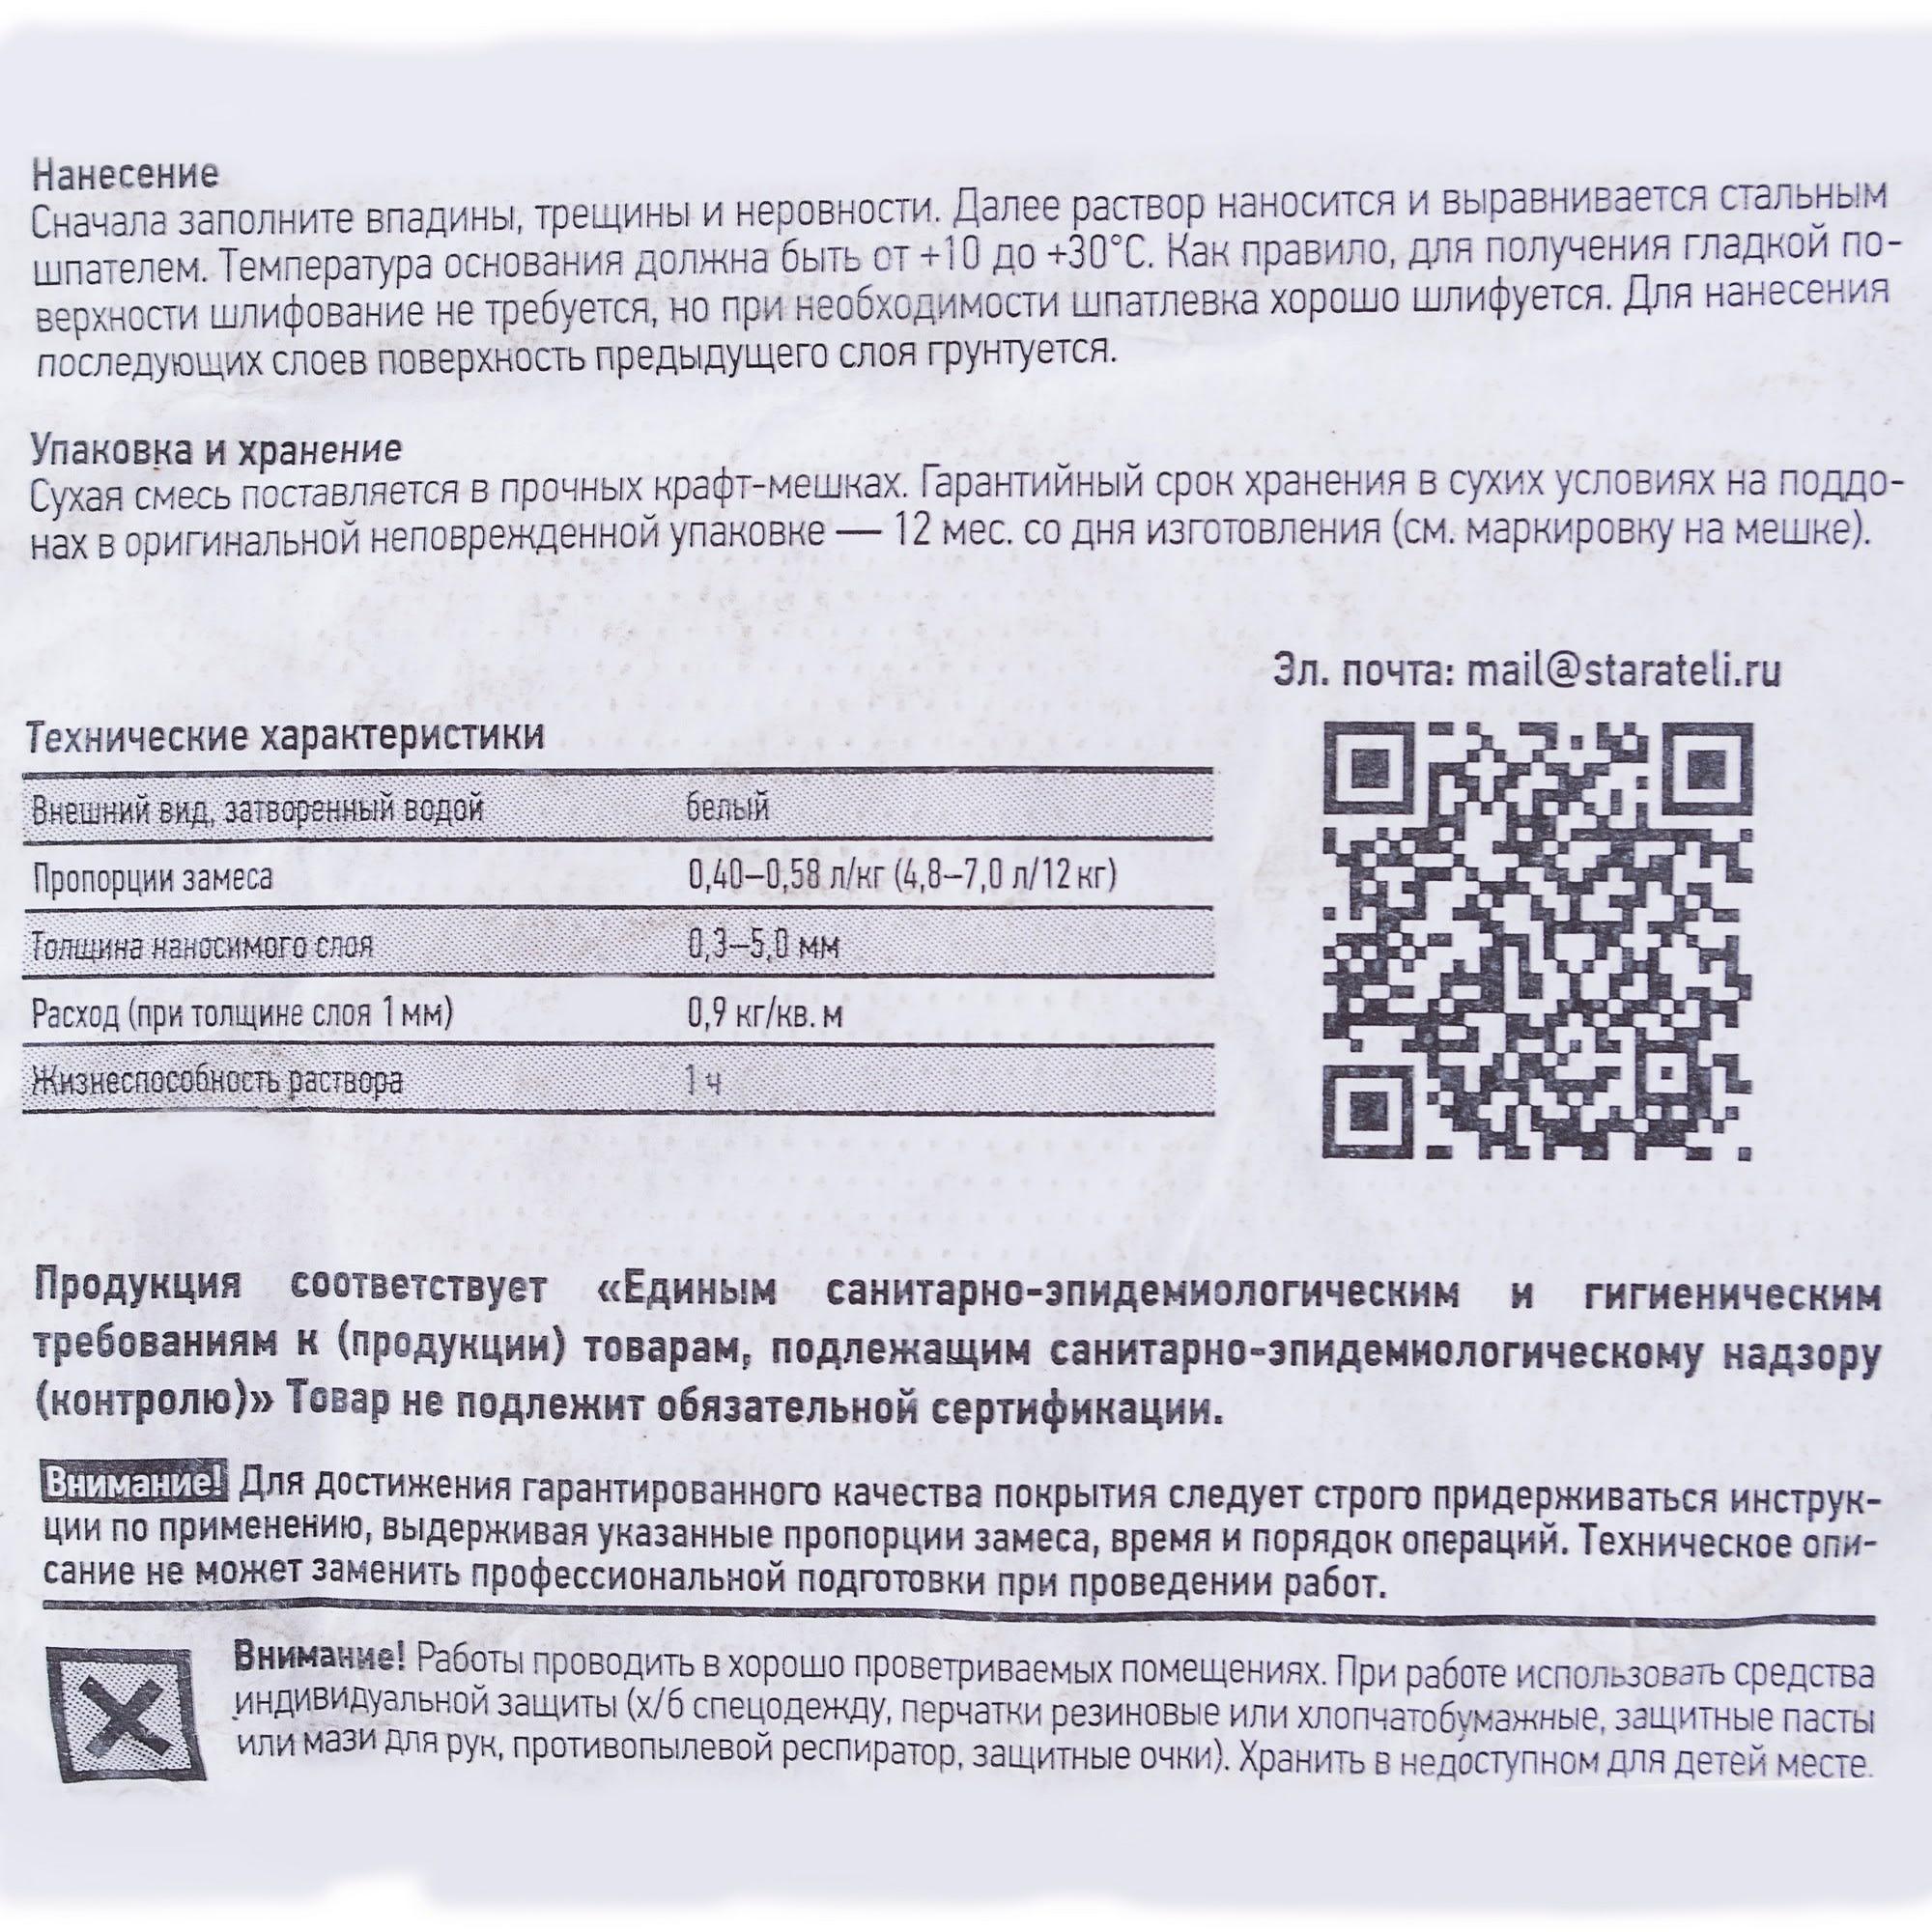 Нанесение
Сначала заполните впадины, трещины и неровности. Далее раствор наносится и выравнивается стальным
шпателем. Температура основания должна быть от +10 до +30°С. Как правило, для получения гладкой по-
верхности шлифование не требуется, но при необходимости шпатлевка хорошо шлифуется. Для нанесения
последующих слоев поверхность предыдущего слоя грунтуется.
Упаковка и хранение
Сухая смесь поставляется в прочных крафт-мешках. Гарантийный срок хранения в сухих условиях на поддо-
нах в оригинальной неповрежденной упаковке — 12 мес. со дня изготовления (см. маркировку на мешке).
Эл. почта: mail@starateli.ru
Технические характеристики
Внешний вид, затворенный водой белый
Пропорции замеса 0,40–0,58 л/кг (4,8–7,0 л/12 кг)
Толщина наносимого слоя 0,3–5,0 мм
Расход (при толщине слоя 1 мм) 0,9 кг/кв. м
Жизнеспособность раствора 1 ч
Продукция соответствует «Единым санитарно-эпидемиологическим и гигиеническим
требованиям к (продукции) товарам, подлежащим санитарно-эпидемиологическому надзору
(контролю)» Товар не подлежит обязательной сертификации.
Внимание! Для достижения гарантированного качества покрытия следует строго придерживаться инструк-
ции по применению, выдерживая указанные пропорции замеса, время и порядок операций. Техническое опи-
сание не может заменить профессиональной подготовки при проведении работ.
Внимание! Работы проводить в хорошо проветриваемых помещениях. При работе использовать средства
индивидуальной защиты (х/б спецодежду, перчатки резиновые или хлопчатобумажные, защитные пасты
или мази для рук, противопылевой респиратор, защитные очки). Хранить в недоступном для детей месте.